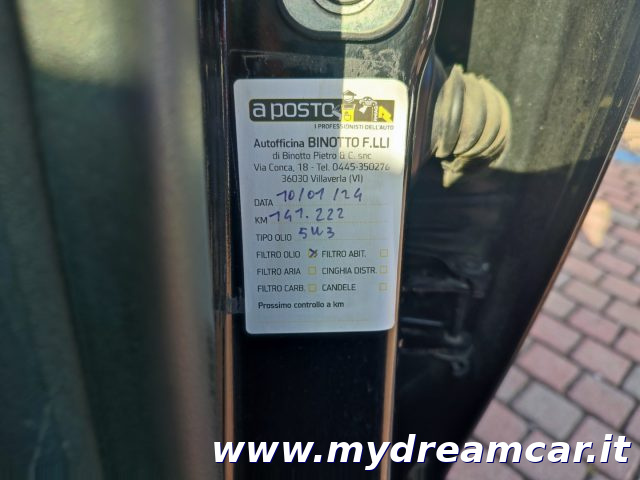 a posto
I PROFESSIONISTI DELL'AUTO
Autofficina BINOTTO F.LLI
di Binotto Pietro & C. snc
Via Conca, 18 - Tel. 0445-350276
36030 Villaverla (VI)
DATA 10/01/24
KM 141.222
TIPO OLIO 5W3
FILTRO OLIO FILTRO ABIT.
FILTRO ARIA CINGHIA DISTR.
FILTRO CARB. CANDELE
Prossimo controllo a km
www.mydreamcar.it